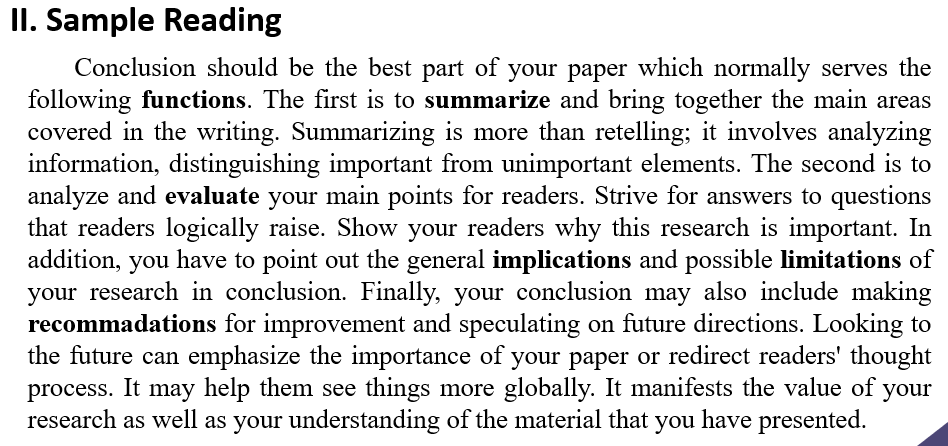 II. Sample Reading
Conclusion should be the best part of your paper which normally serves the
following functions. The first is to summarize and bring together the main areas
covered in the writing. Summarizing is more than retelling; it involves analyzing
information, distinguishing important from unimportant elements. The second is to
analyze and evaluate your main points for readers. Strive for answers to questions
that readers logically raise. Show your readers why this research is important. In
addition, you have to point out the general implications and possible limitations of
your research in conclusion. Finally, your conclusion may also include making
recommadations for improvement and speculating on future directions. Looking to
the future can emphasize the importance of your paper or redirect readers' thought
process. It may help them see things more globally. It manifests the value of your
research as well as your understanding of the material that you have presented.